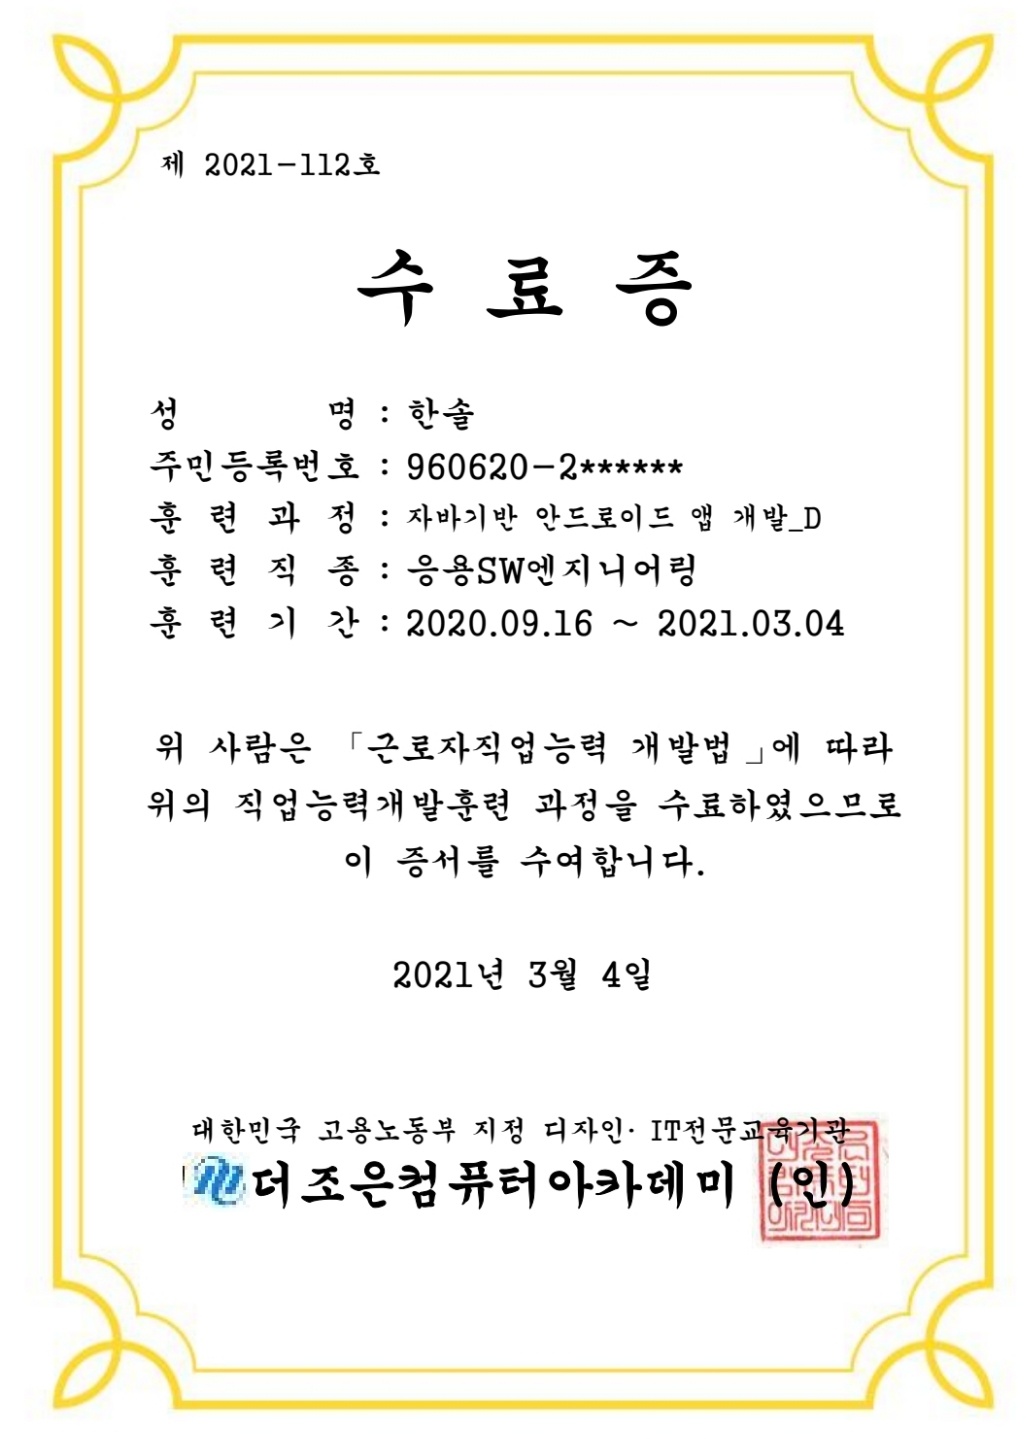 제 2021-112호
수 료 증
성 명 : 한솔
주민등록번호 : 960620-2******
훈 련 과 정 : 자바기반 안드로이드 앱 개발_D
훈 련 직 종 : 응용SW엔지니어링
훈 련 기 간 : 2020.09.16 ~ 2021.03.04
위 사람은 「근로자직업능력 개발법」에 따라
위의 직업능력개발훈련 과정을 수료하였으므로
이 증서를 수여합니다.
2021년 3월 4일
대한민국 고용노동부 지정 디자인· IT전문교육기관
더조은컴퓨터아카데미 (인)